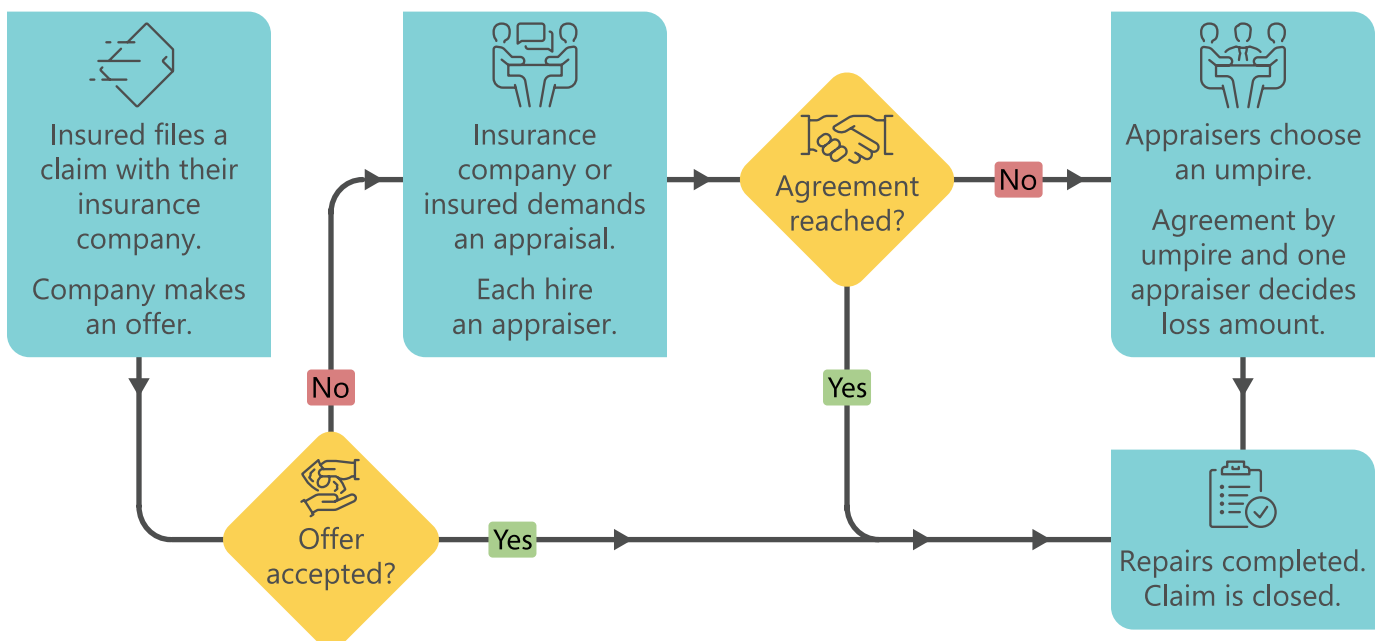 Insured files a
claim with their
insurance
company.
Company makes
an offer.
Offer
accepted?
No
Yes
Insurance
company or
insured demands
an appraisal.
Each hire
an appraiser.
Agreement
reached?
No
Yes
Appraisers choose
an umpire.
Agreement by
umpire and one
appraiser decides
loss amount.
Repairs completed.
Claim is closed.